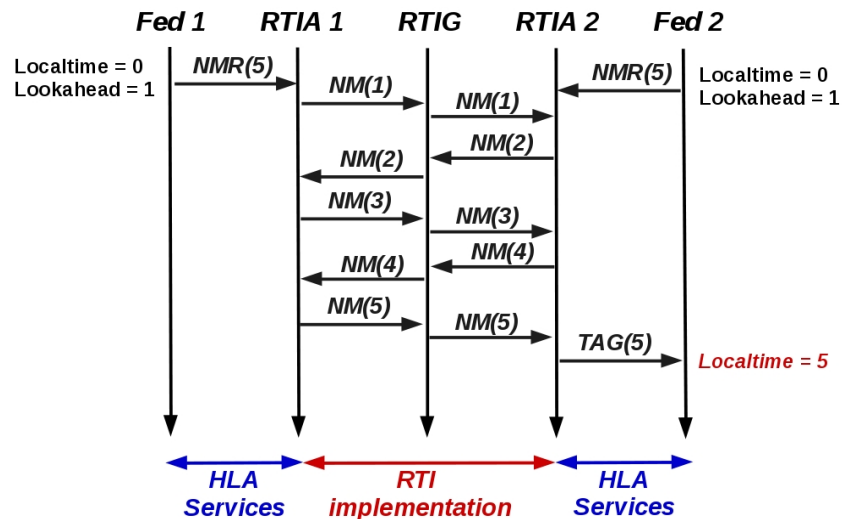 Fed 1 RTIA 1 RTIG RTIA 2 Fed 2
Localtime = 0
Lookahead = 1
NMR(5)
NMR(5)
Localtime = 0
Lookahead = 1
NM(1)
NM(1)
NM(2)
NM(2)
NM(3)
NM(3)
NM(4)
NM(4)
NM(5)
NM(5)
TAG(5)
Localtime = 5
HLA
Services
RTI
implementation
HLA
Services